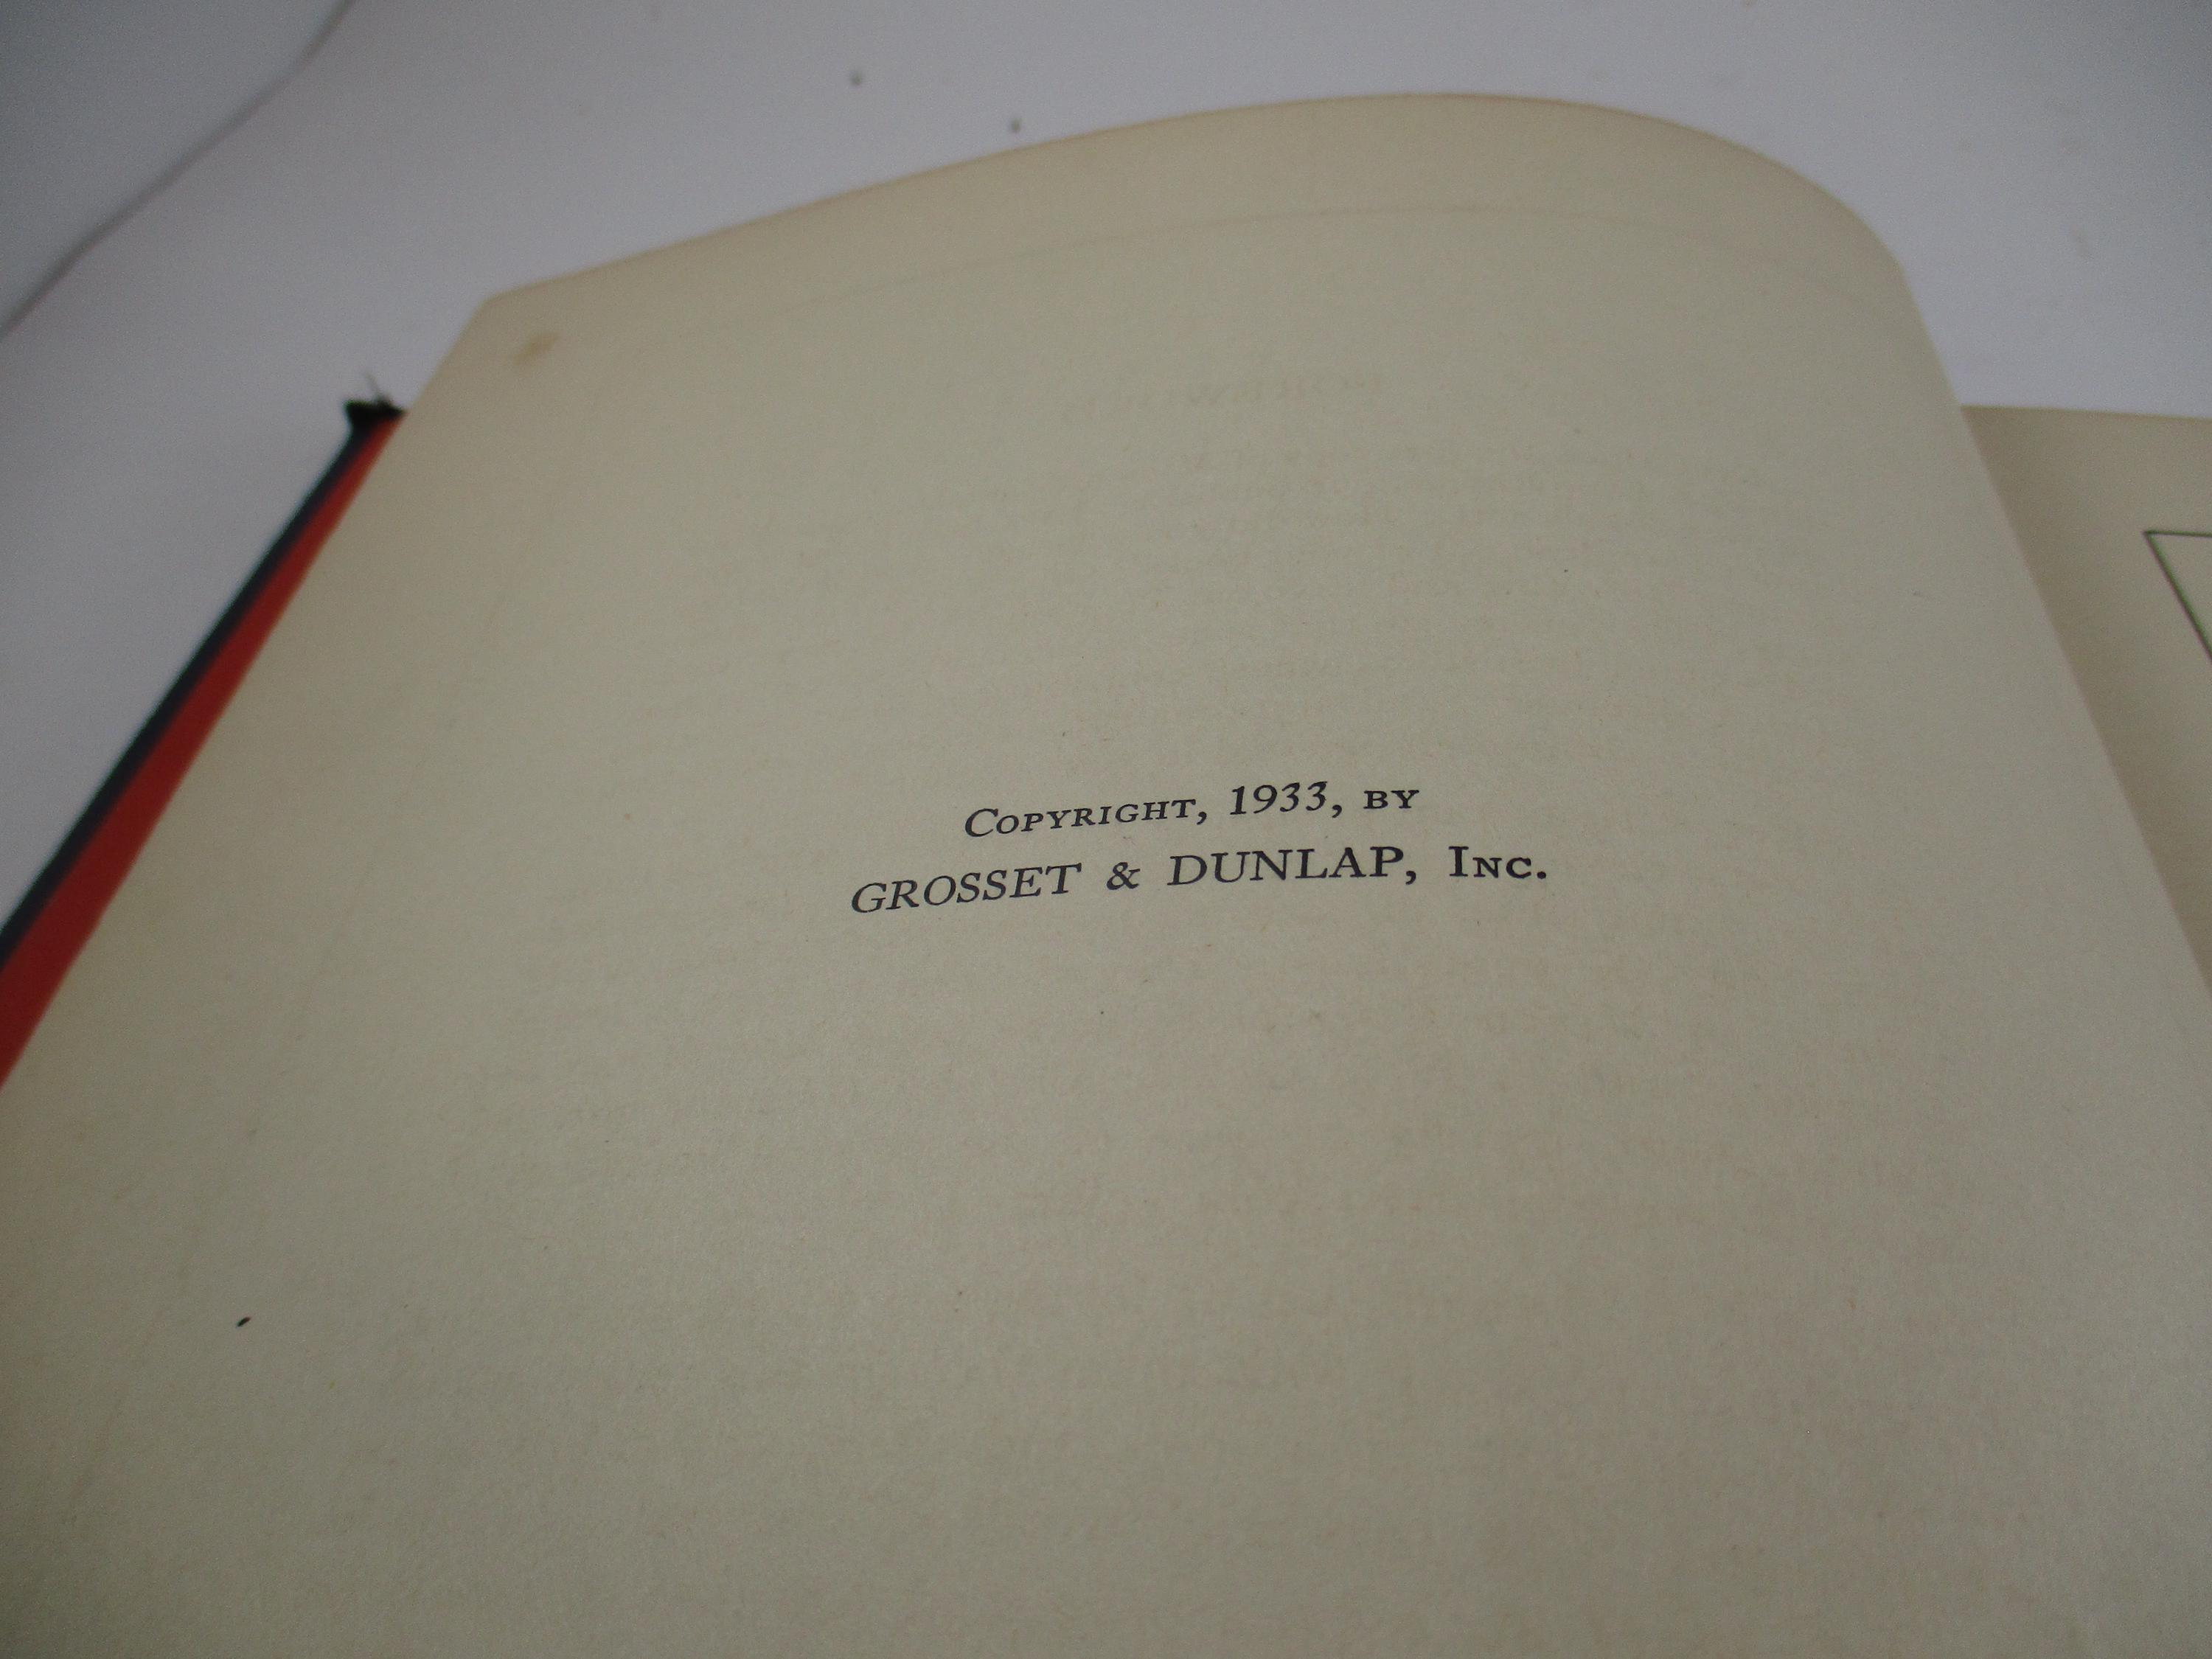 Copyright, 1933, by
GROSSET & DUNLAP, Inc.